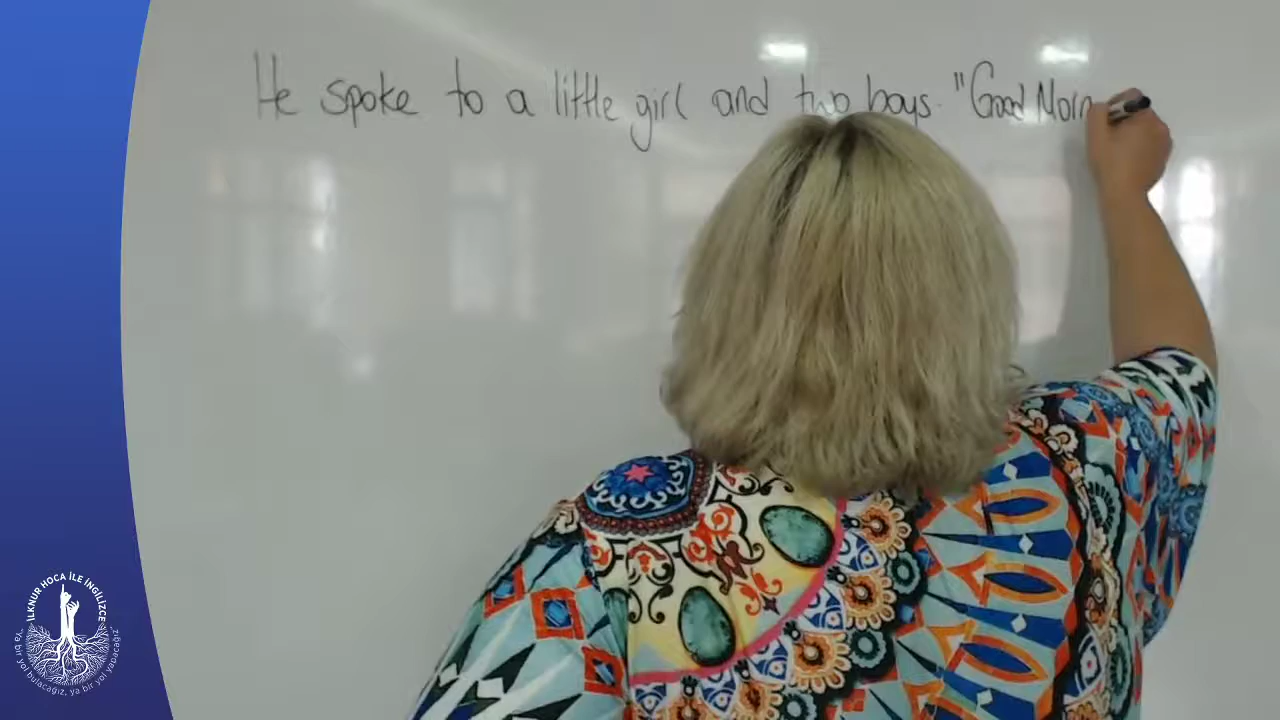 He spoke to a little girl and two boys. "Good Morn
İLKNUR HOCA İLE İNGİLİZCE